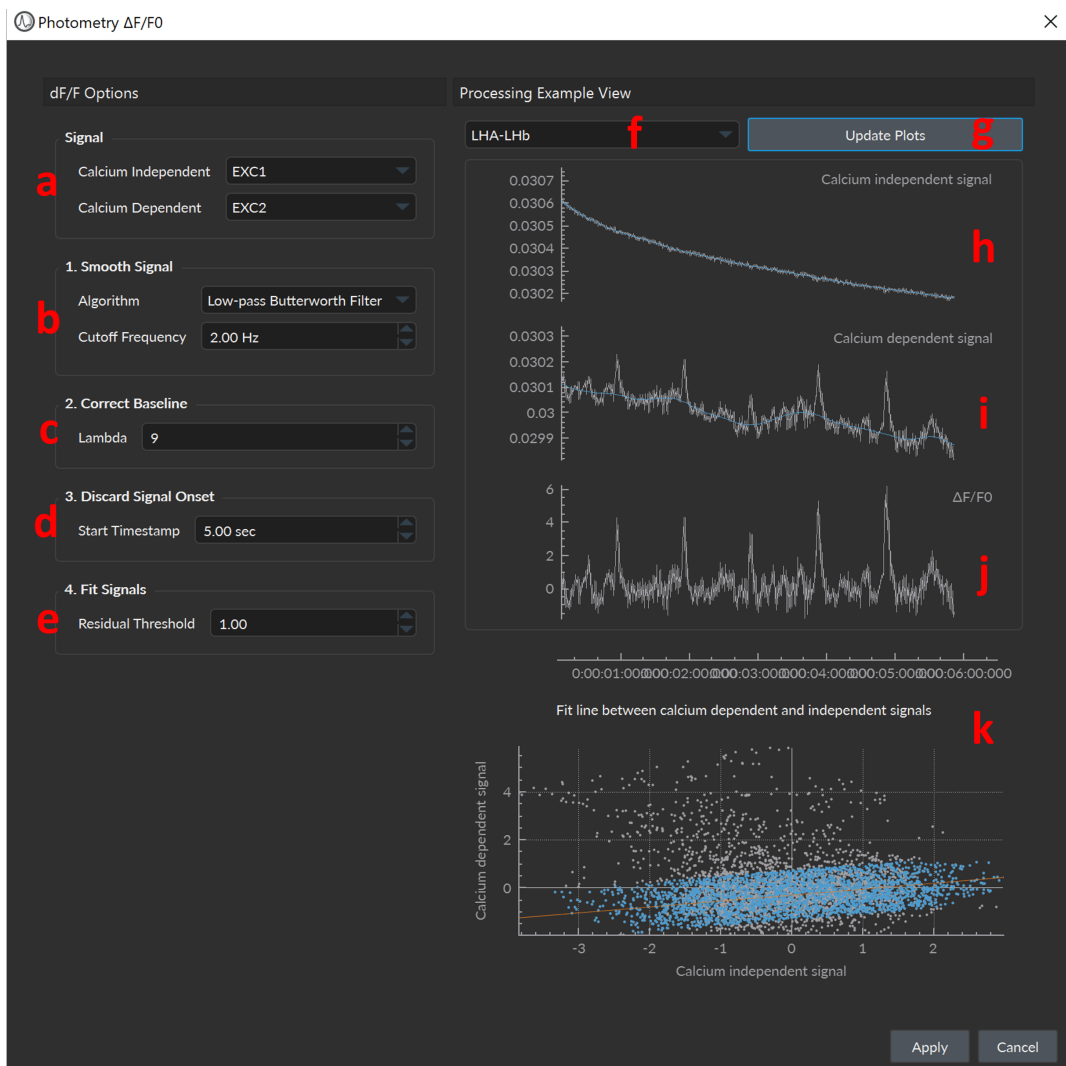 Photometry ΔF/F0
dF/F Options
Signal
a
Calcium Independent EXC1
Calcium Dependent EXC2
1. Smooth Signal
b
Algorithm Low-pass Butterworth Filter
Cutoff Frequency 2.00 Hz
2. Correct Baseline
c
Lambda 9
3. Discard Signal Onset
d
Start Timestamp 5.00 sec
4. Fit Signals
e
Residual Threshold 1.00
Processing Example View
LHA-LHb f
Update Plots g
Calcium independent signal
h
0.0307
0.0306
0.0305
0.0304
0.0303
0.0302
Calcium dependent signal
i
0.0303
0.0302
0.0301
0.03
0.0299
ΔF/F0
j
6
4
2
0
0:00:01:000 0:00:02:000 0:00:03:000 0:00:04:000 0:00:05:000 0:00:06:00:000
Fit line between calcium dependent and independent signals
k
Calcium dependent signal
4
2
0
-3 -2 -1 0 1 2
Calcium independent signal
Apply Cancel